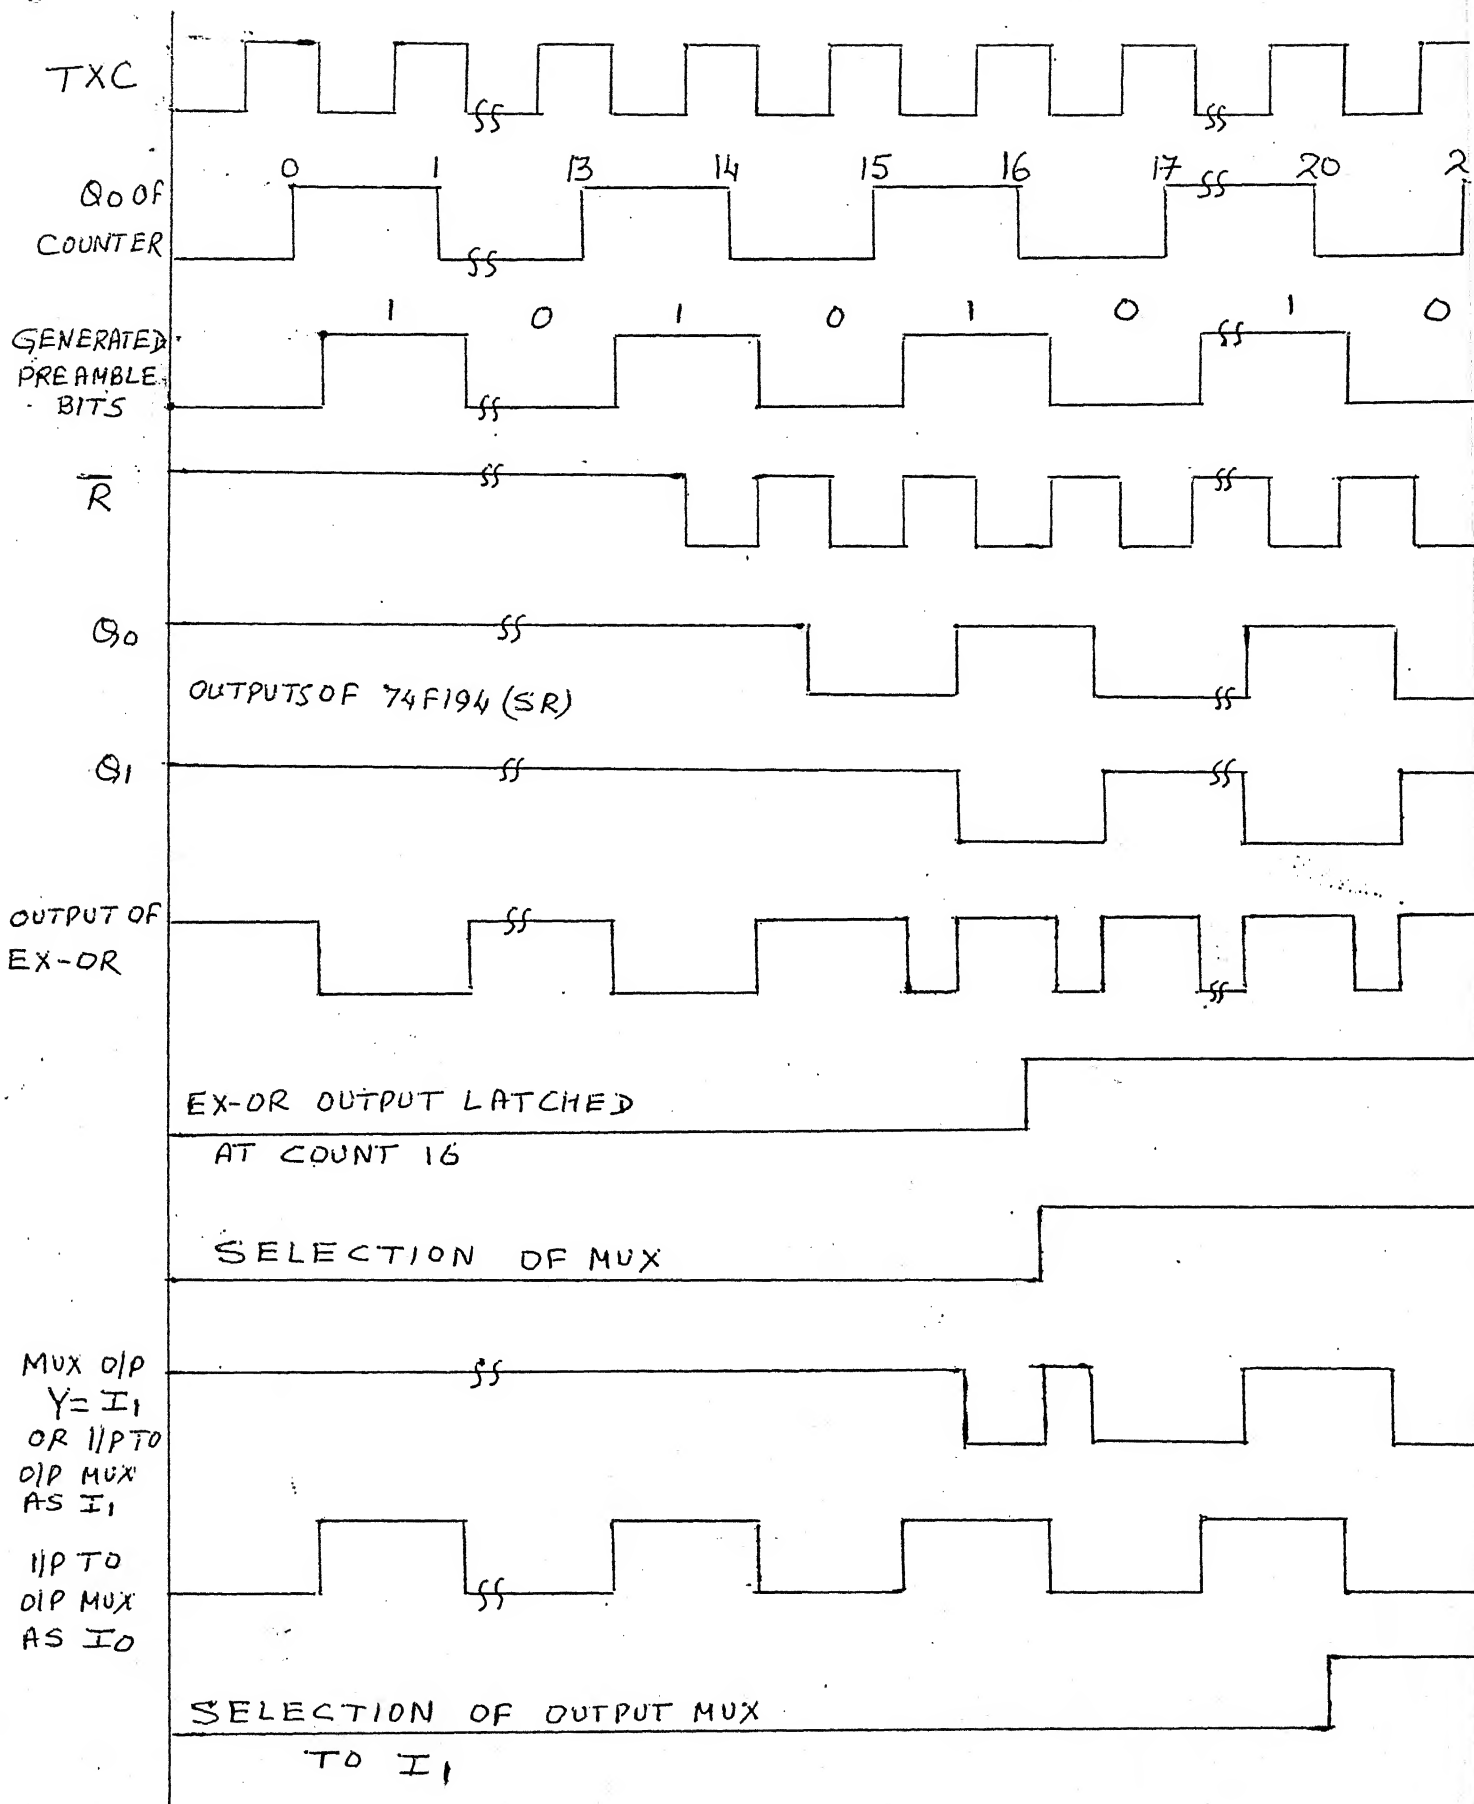 TXC
0 1 13 14 15 16 17 20 2
Q0 OF
COUNTER
1 0 1 0 1 0 1 0
GENERATED
PREAMBLE
BITS
R̅
Q0
OUTPUTS OF 74F194 (SR)
Q1
OUTPUT OF
EX-OR
EX-OR OUTPUT LATCHED
AT COUNT 16
SELECTION OF MUX
MUX O/P
Y= I1
OR I/P TO
O/P MUX
AS I1
I/P TO
O/P MUX
AS I0
SELECTION OF OUTPUT MUX
TO I1